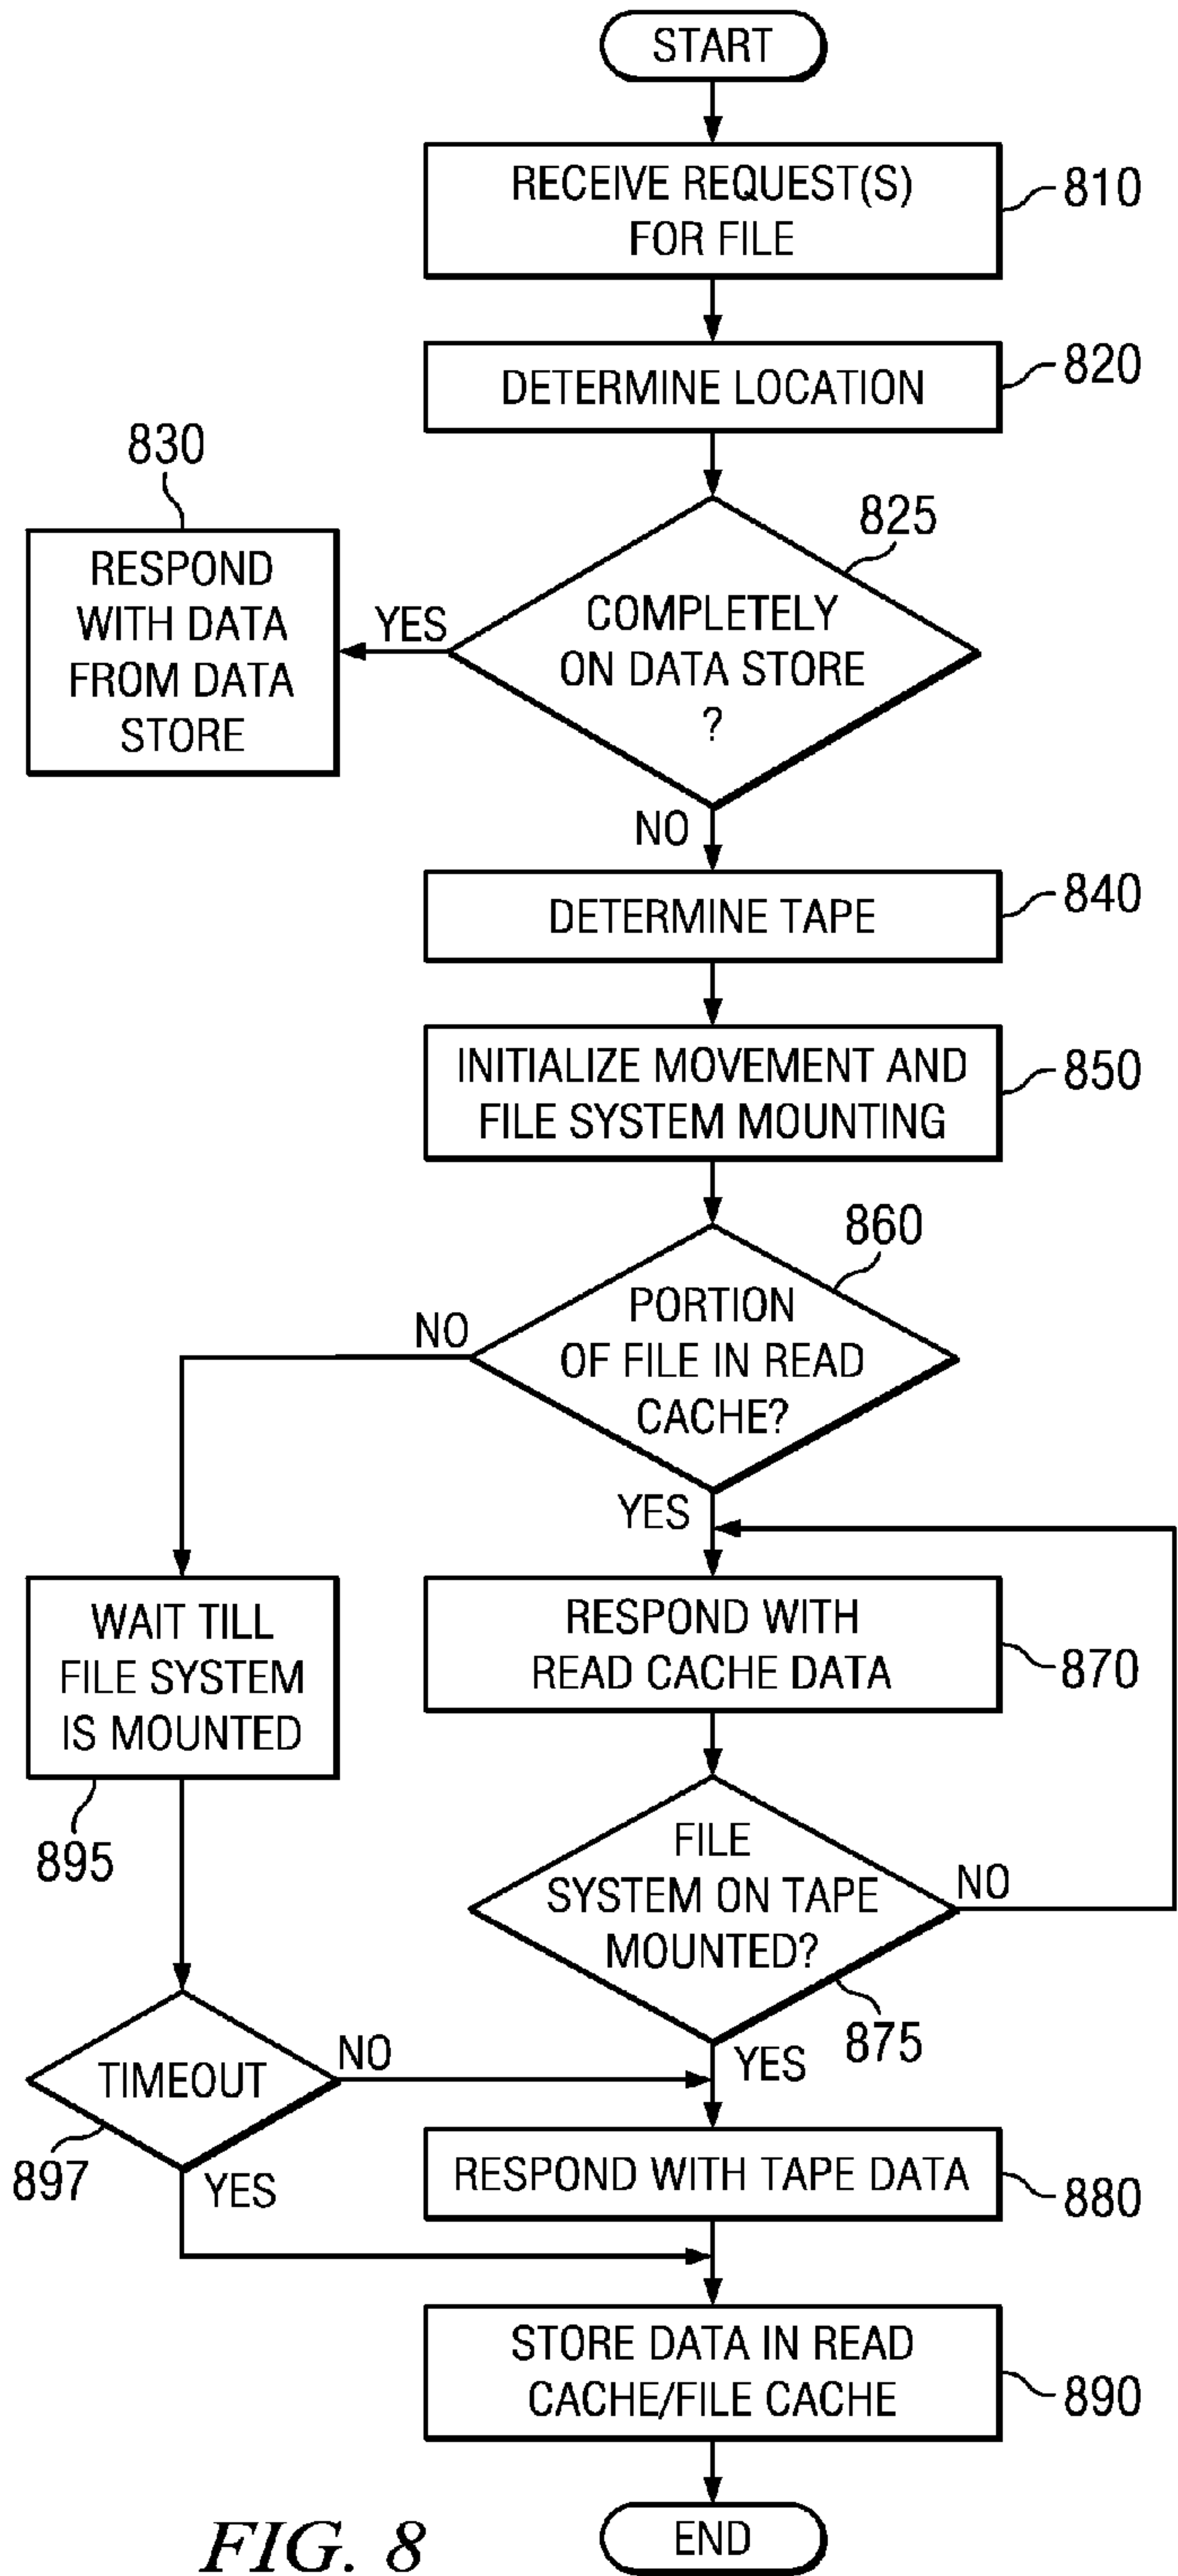 START
RECEIVE REQUEST(S)
FOR FILE
810
DETERMINE LOCATION
820
830
RESPOND
WITH DATA
FROM DATA
STORE
YES
COMPLETELY
ON DATA STORE
?
825
NO
DETERMINE TAPE
840
INITIALIZE MOVEMENT AND
FILE SYSTEM MOUNTING
850
860
PORTION
OF FILE IN READ
CACHE?
NO
YES
WAIT TILL
FILE SYSTEM
IS MOUNTED
895
RESPOND WITH
READ CACHE DATA
870
FILE
SYSTEM ON TAPE
MOUNTED?
NO
875
YES
TIMEOUT
NO
897
YES
RESPOND WITH TAPE DATA
880
STORE DATA IN READ
CACHE/FILE CACHE
890
END
FIG. 8